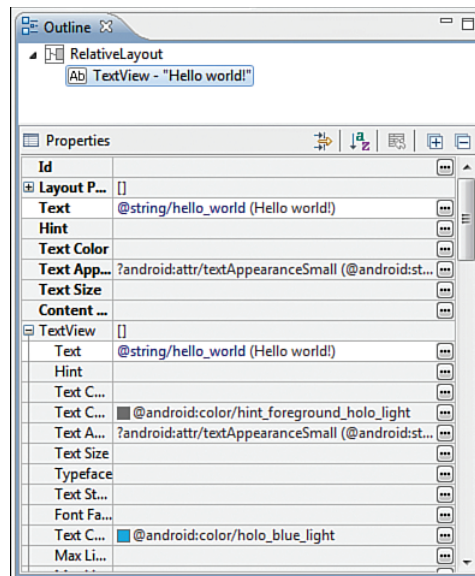 Outline
RelativeLayout
Ab TextView - "Hello world!"
Properties
Id
Layout P... []
Text @string/hello_world (Hello world!)
Hint
Text Color
Text App... ?android:attr/textAppearanceSmall (@android:st...
Text Size
Content ...
TextView []
Text @string/hello_world (Hello world!)
Hint
Text C...
Text C... @android:color/hint_foreground_holo_light
Text A... ?android:attr/textAppearanceSmall (@android:st...
Text Size
Typeface
Text St...
Font Fa...
Text C... @android:color/holo_blue_light
Max Li...